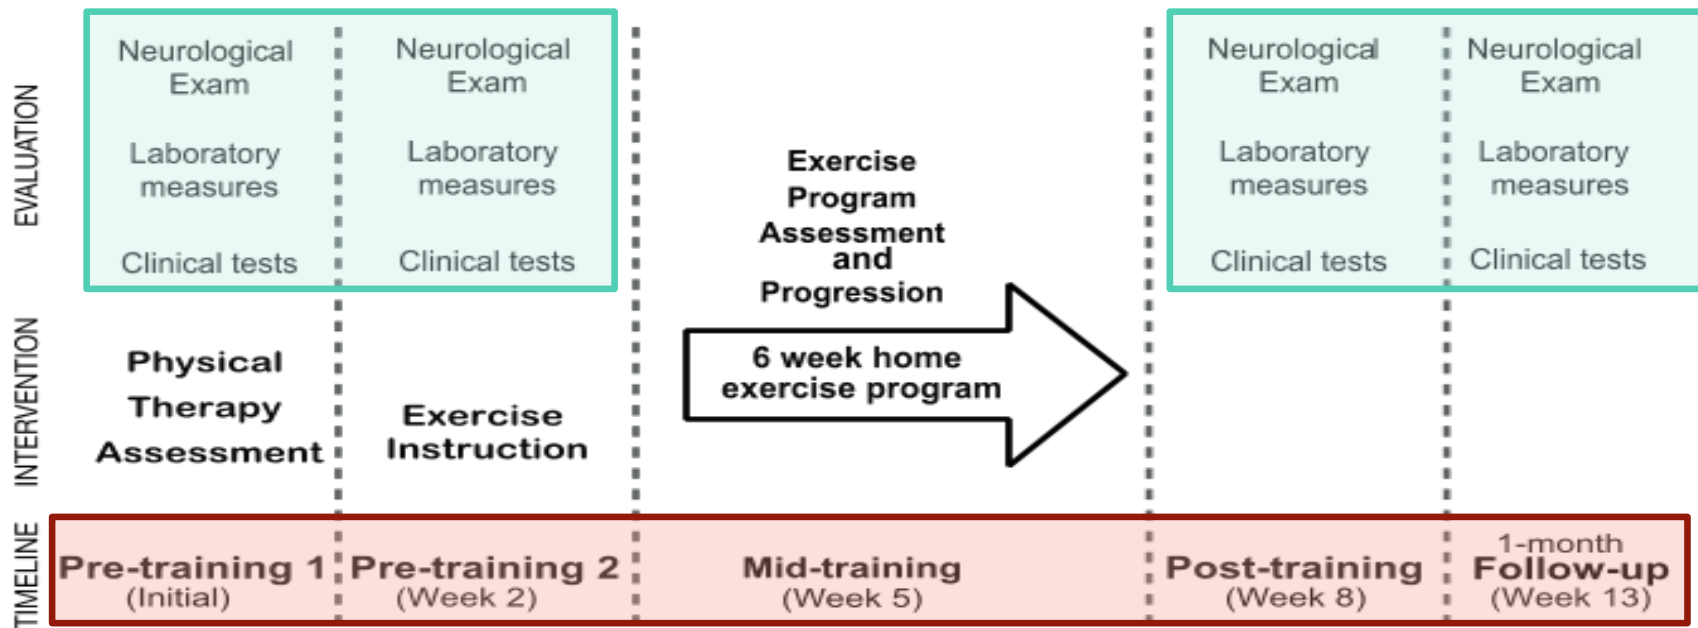 EVALUATION
Neurological
Exam
Laboratory
measures
Clinical tests
Neurological
Exam
Laboratory
measures
Clinical tests
Exercise
Program
Assessment
and
Progression
Neurological
Exam
Laboratory
measures
Clinical tests
Neurological
Exam
Laboratory
measures
Clinical tests
INTERVENTION
Physical
Therapy
Assessment
Exercise
Instruction
6 week home
exercise program
TIMELINE
Pre-training 1
(Initial)
Pre-training 2
(Week 2)
Mid-training
(Week 5)
Post-training
(Week 8)
1-month
Follow-up
(Week 13)